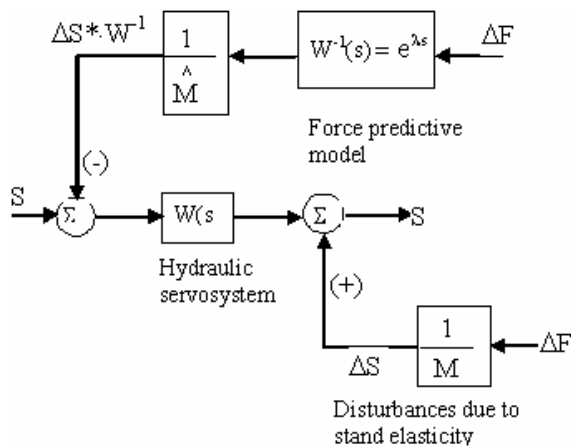 ΔS*·W⁻¹
1
^
M
W⁻¹(s) = e^λs
ΔF
Force predictive
model
(-)
S
Σ
W(s
Σ
S
Hydraulic
servosystem
(+)
1
M
ΔF
ΔS
Disturbances due to
stand elasticity